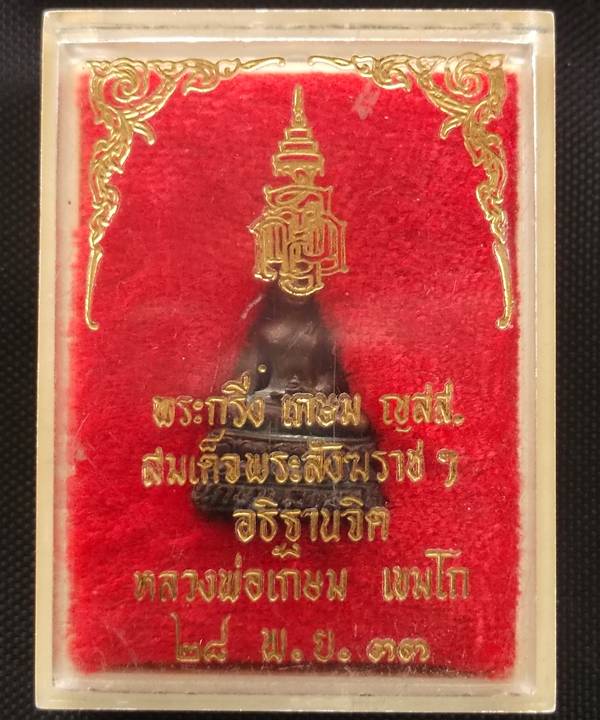 พระกริ่ง เกษม ญสส.
สมเด็จพระสังฆราช ฯ
อธิฐานจิต
หลวงพ่อเกษม เขมโก
๒๘ พ.ย. ๓๓